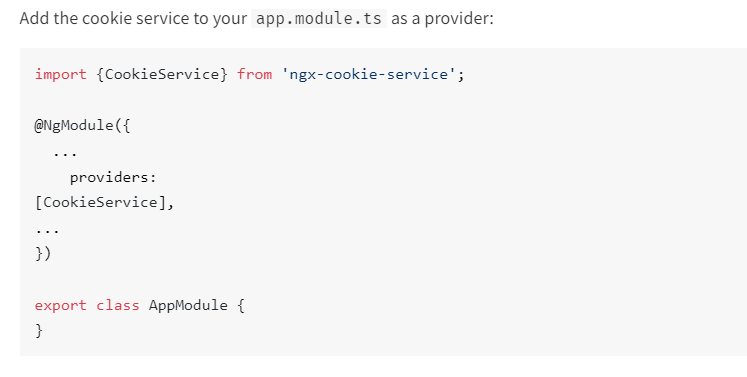 Add the cookie service to your app.module.ts as a provider:
import {CookieService} from 'ngx-cookie-service';
@NgModule({
...
providers:
[CookieService],
...
})
export class AppModule {
}